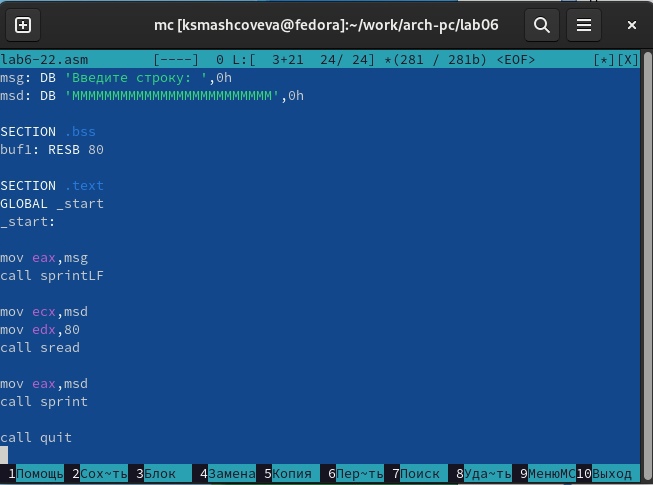 mc [ksmashcoveva@fedora]:~/work/arch-pc/lab06
lab6-22.asm [----] 0 L:[ 3+21 24/ 24] *(281 / 281b) <EOF> [*][X]
msg: DB 'Введите строку: ',0h
msd: DB 'MMMMMMMMMMMMMMMMMMMMMMMMM',0h
SECTION .bss
buf1: RESB 80
SECTION .text
GLOBAL _start
_start:
mov eax,msg
call sprintLF
mov ecx,msd
mov edx,80
call sread
mov eax,msd
call sprint
call quit
1Помощь 2Сох~ть 3Блок 4Замена 5Копия 6Пер~ть 7Поиск 8Уда~ть 9МенюMC 10Выход